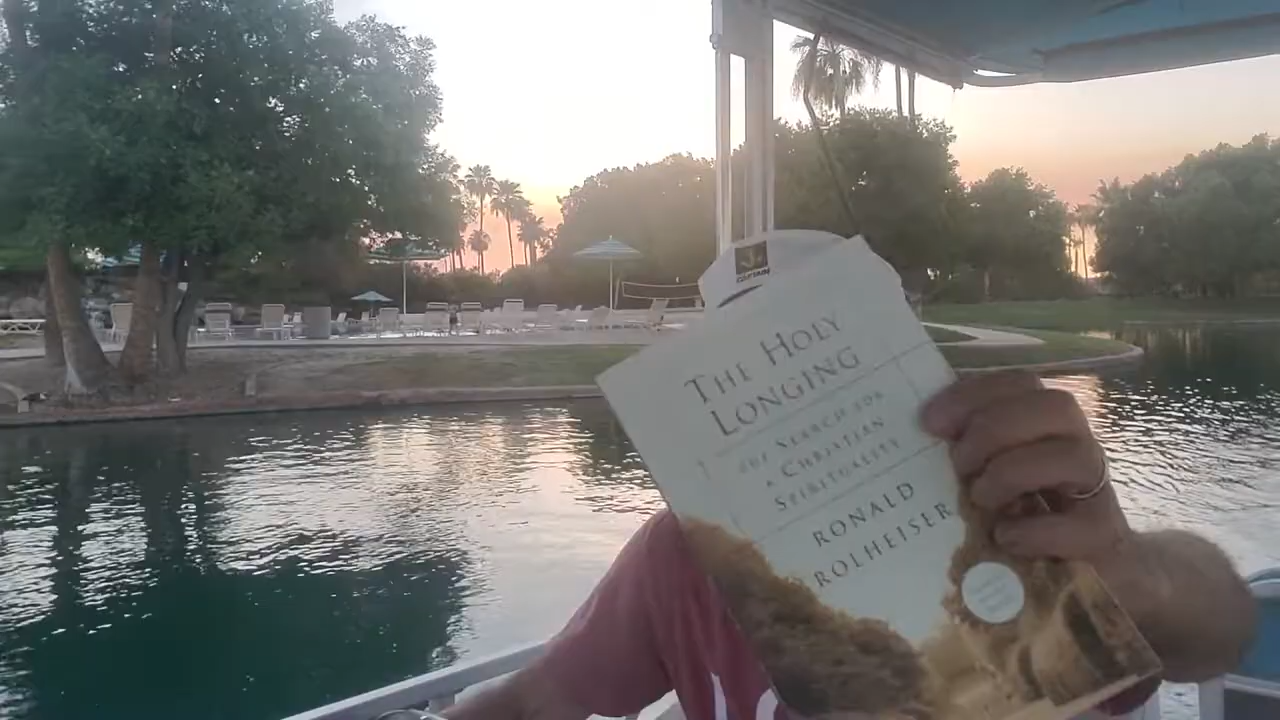 CAPTAIN
THE HOLY
LONGING
THE SEARCH FOR
A CHRISTIAN
SPIRITUALITY
RONALD
ROLHEISER